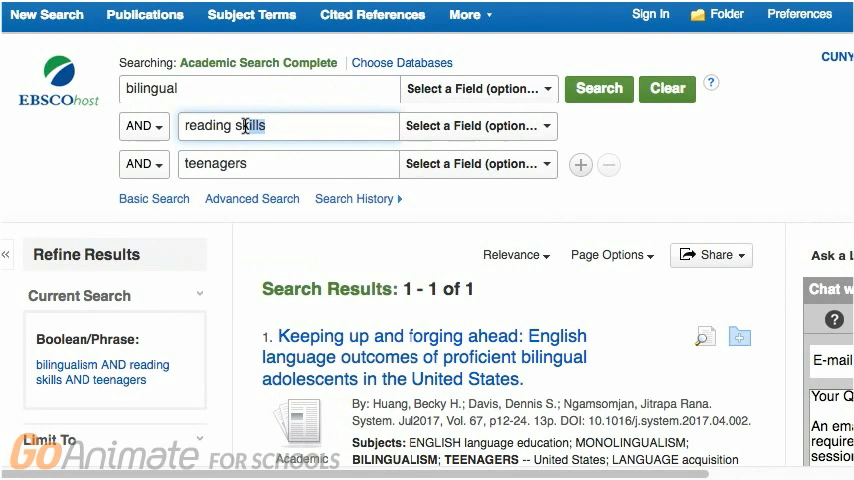 New Search Publications Subject Terms Cited References More Sign In Folder Preferences
CUNY
Searching: Academic Search Complete Choose Databases
bilingual Select a Field (option... Search Clear ?
EBSCOhost
AND reading skills Select a Field (option...
AND teenagers Select a Field (option...
Basic Search Advanced Search Search History
Refine Results
Relevance Page Options Share
Ask a L
Current Search
Search Results: 1 - 1 of 1
Chat w
Boolean/Phrase:
bilingualism AND reading
skills AND teenagers
1. Keeping up and forging ahead: English
language outcomes of proficient bilingual
adolescents in the United States.
?
E-mail
By: Huang, Becky H.; Davis, Dennis S.; Ngamsomjan, Jitrapa Rana.
System. Jul2017, Vol. 67, p12-24. 13p. DOI: 10.1016/j.system.2017.04.002.
Your Q
An em
require
session
Limit To
Subjects: ENGLISH language education; MONOLINGUALISM;
BILINGUALISM; TEENAGERS -- United States; LANGUAGE acquisition
Academic
GoAnimate FOR SCHOOLS